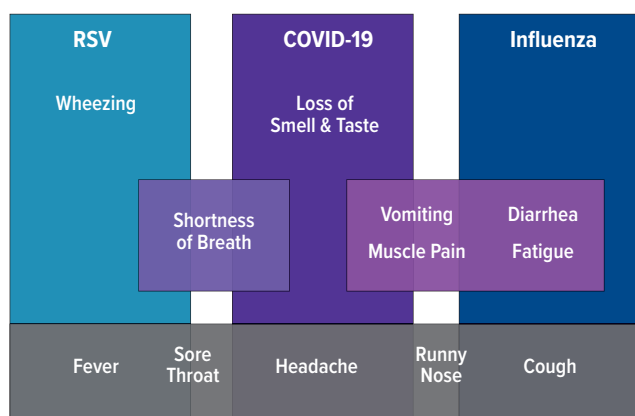 RSV
COVID-19
Influenza
Wheezing
Loss of
Smell & Taste
Shortness
of Breath
Vomiting
Diarrhea
Muscle Pain
Fatigue
Fever
Sore
Throat
Headache
Runny
Nose
Cough